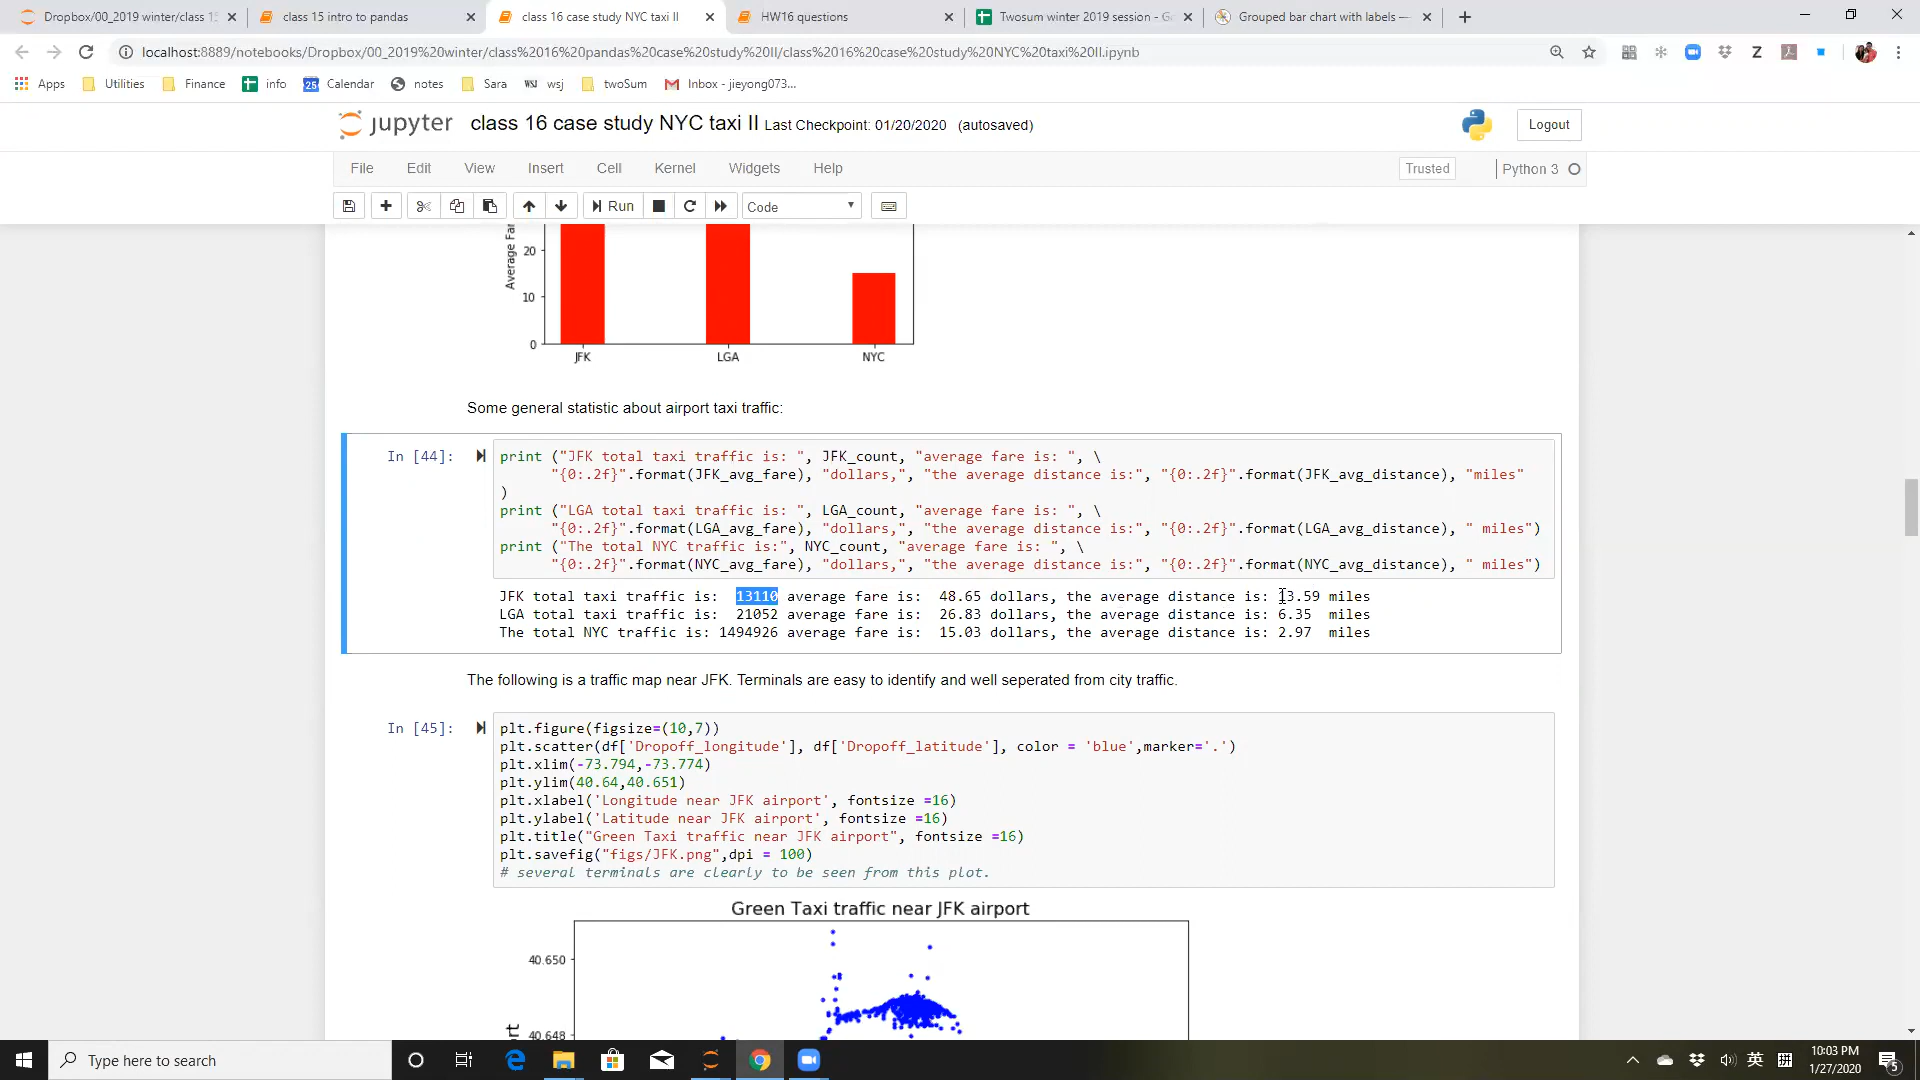 Dropbox/00_2019 winter/class 1
class 15 intro to pandas
class 16 case study NYC taxi II
HW16 questions
Twosum winter 2019 session - G
Grouped bar chart with labels —
localhost:8889/notebooks/Dropbox/00_2019%20winter/class%2016%20pandas%20case%20study%20II/class%2016%20case%20study%20NYC%20taxi%20II.ipynb
Apps Utilities Finance info Calendar notes Sara wsj twoSum Inbox - jieyong073...
jupyter class 16 case study NYC taxi II Last Checkpoint: 01/20/2020 (autosaved)
Logout
File Edit View Insert Cell Kernel Widgets Help Trusted Python 3
Run Code
Average Fa
20
10
0
JFK LGA NYC
Some general statistic about airport taxi traffic:
In [44]:
print ("JFK total taxi traffic is: ", JFK_count, "average fare is: ", \
"{0:.2f}".format(JFK_avg_fare), "dollars,", "the average distance is:", "{0:.2f}".format(JFK_avg_distance), "miles"
)
print ("LGA total taxi traffic is: ", LGA_count, "average fare is: ", \
"{0:.2f}".format(LGA_avg_fare), "dollars,", "the average distance is:", "{0:.2f}".format(LGA_avg_distance), " miles")
print ("The total NYC traffic is:", NYC_count, "average fare is: ", \
"{0:.2f}".format(NYC_avg_fare), "dollars,", "the average distance is:", "{0:.2f}".format(NYC_avg_distance), " miles")
JFK total taxi traffic is: 13110 average fare is: 48.65 dollars, the average distance is: 13.59 miles
LGA total taxi traffic is: 21052 average fare is: 26.83 dollars, the average distance is: 6.35 miles
The total NYC traffic is: 1494926 average fare is: 15.03 dollars, the average distance is: 2.97 miles
The following is a traffic map near JFK. Terminals are easy to identify and well seperated from city traffic.
In [45]:
plt.figure(figsize=(10,7))
plt.scatter(df['Dropoff_longitude'], df['Dropoff_latitude'], color = 'blue',marker='.')
plt.xlim(-73.794,-73.774)
plt.ylim(40.64,40.651)
plt.xlabel('Longitude near JFK airport', fontsize =16)
plt.ylabel('Latitude near JFK airport', fontsize =16)
plt.title("Green Taxi traffic near JFK airport", fontsize =16)
plt.savefig("figs/JFK.png",dpi = 100)
# several terminals are clearly to be seen from this plot.
Green Taxi traffic near JFK airport
40.650
40.648
ort
Type here to search
英
拼
10:03 PM
1/27/2020
5